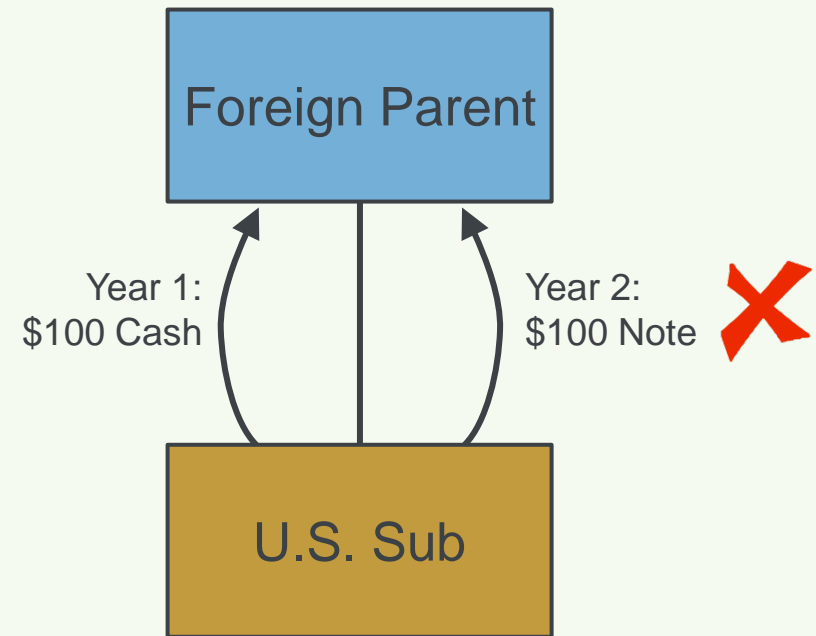 Foreign Parent
Year 1:
$100 Cash
Year 2:
$100 Note
U.S. Sub